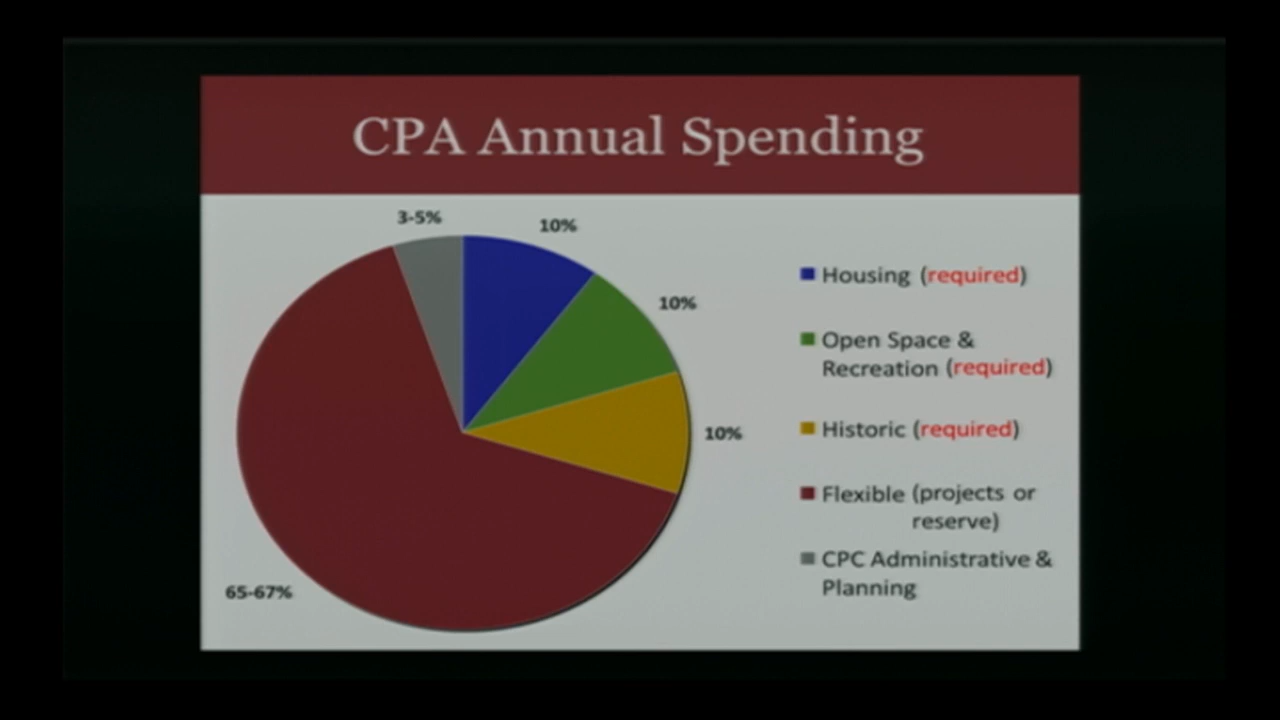 CPA Annual Spending
3-5%
10%
10%
10%
65-67%
Housing (required)
Open Space &
Recreation (required)
Historic (required)
Flexible (projects or
reserve)
CPC Administrative &
Planning